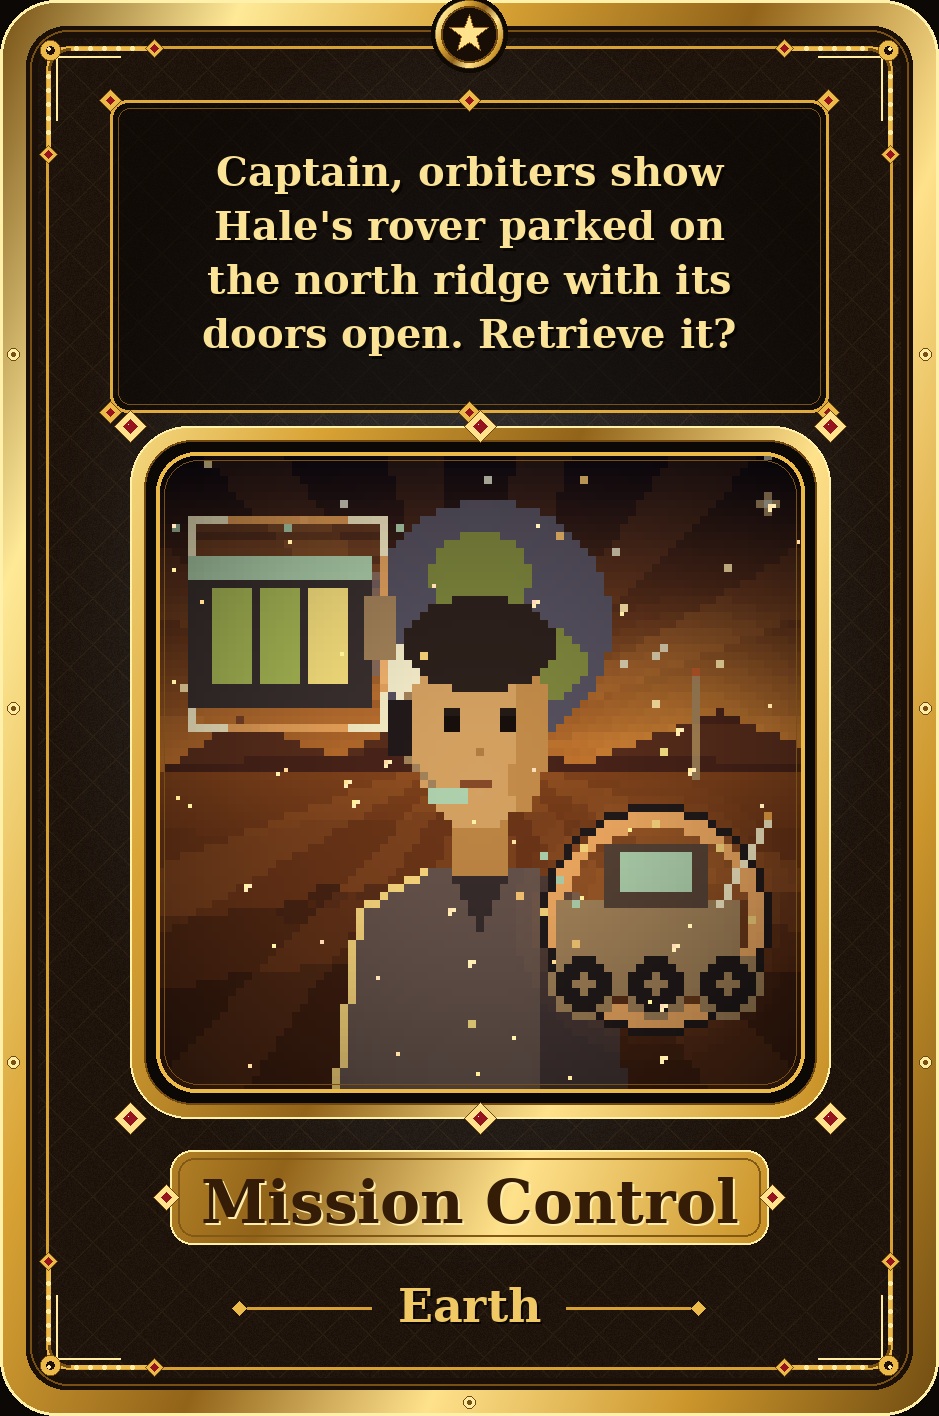 Captain, orbiters show
Hale's rover parked on
the north ridge with its
doors open. Retrieve it?
Mission Control
Earth